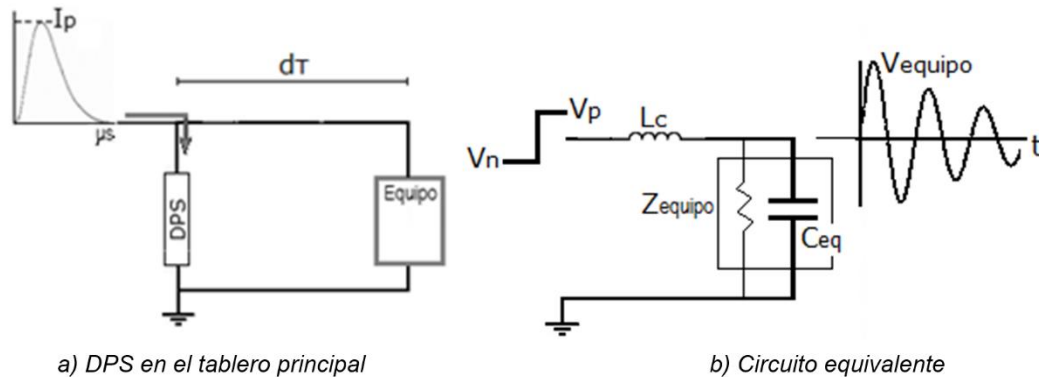 Ip
µs
dT
DPS
Equipo
a) DPS en el tablero principal
Vn
Vp
Lc
Zequipo
Ceq
Vequipo
t
b) Circuito equivalente